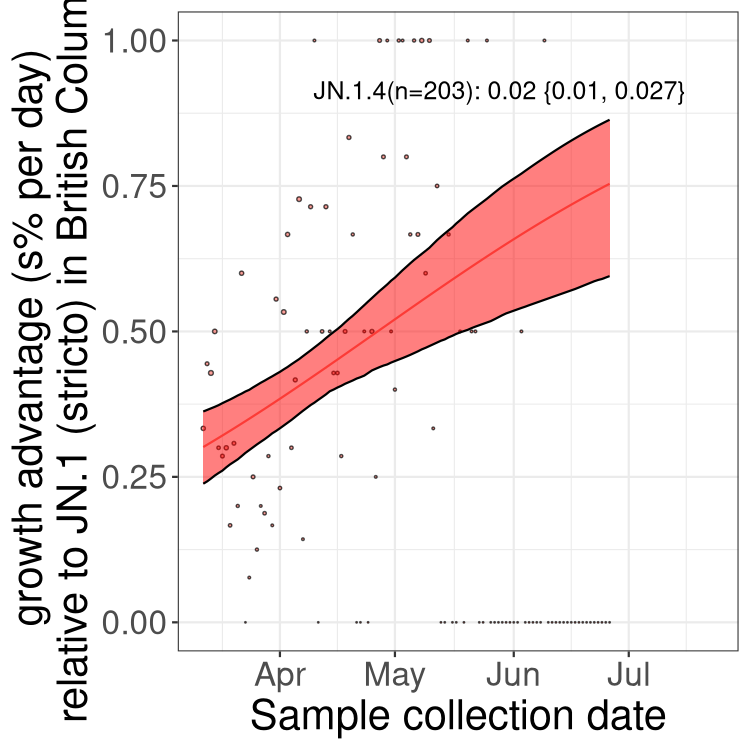 growth advantage (s% per day)
relative to JN.1 (stricto) in British Colum
1.00
0.75
0.50
0.25
0.00
JN.1.4(n=203): 0.02 {0.01, 0.027}
Apr May Jun Jul
Sample collection date